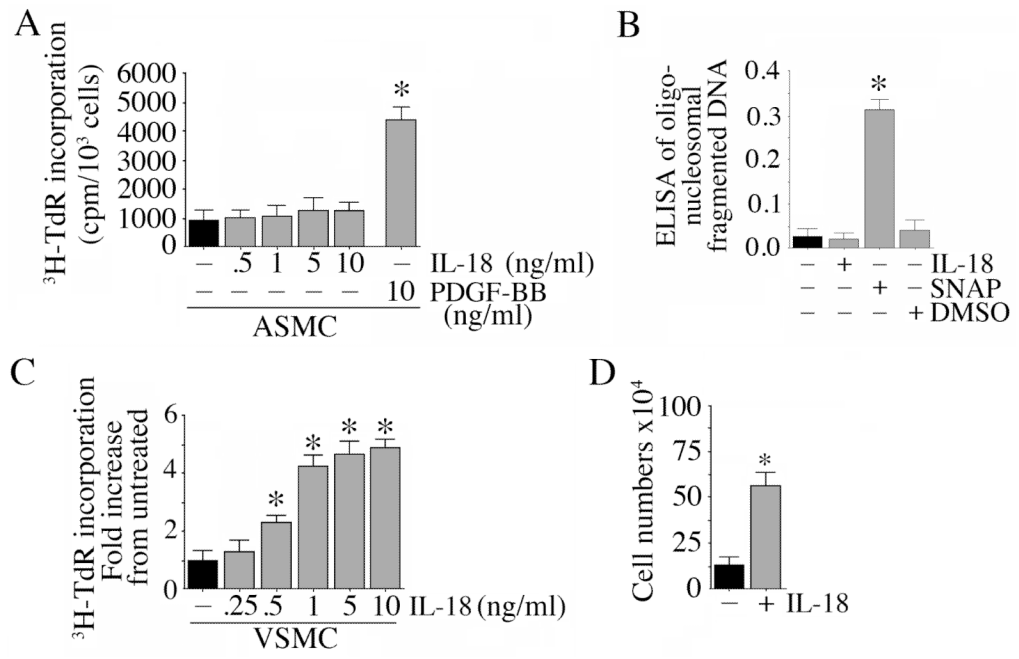 A
³H-TdR incorporation
(cpm/10³ cells)
6000
5000
4000
3000
2000
1000
0
*
– .5 1 5 10 – IL-18 (ng/ml)
– – – – – 10 PDGF-BB
(ng/ml)
ASMC
B
ELISA of oligo-
nucleosomal
fragmented DNA
0.4
0.3
0.2
0.1
0.0
*
– + – – IL-18
– – + – SNAP
– – – + DMSO
C
³H-TdR incorporation
Fold increase
from untreated
6
4
2
0
* * * *
– .25 .5 1 5 10 IL-18 (ng/ml)
VSMC
D
Cell numbers x10⁴
100
75
50
25
0
*
– + IL-18